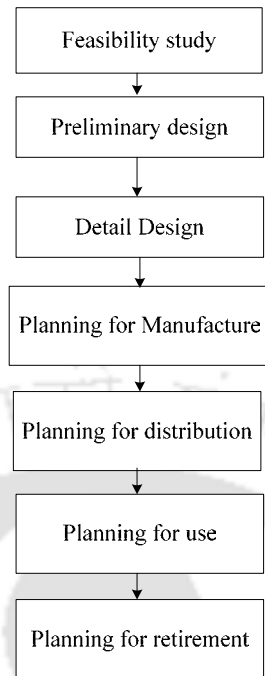 Feasibility study
Preliminary design
Detail Design
Planning for Manufacture
Planning for distribution
Planning for use
Planning for retirement